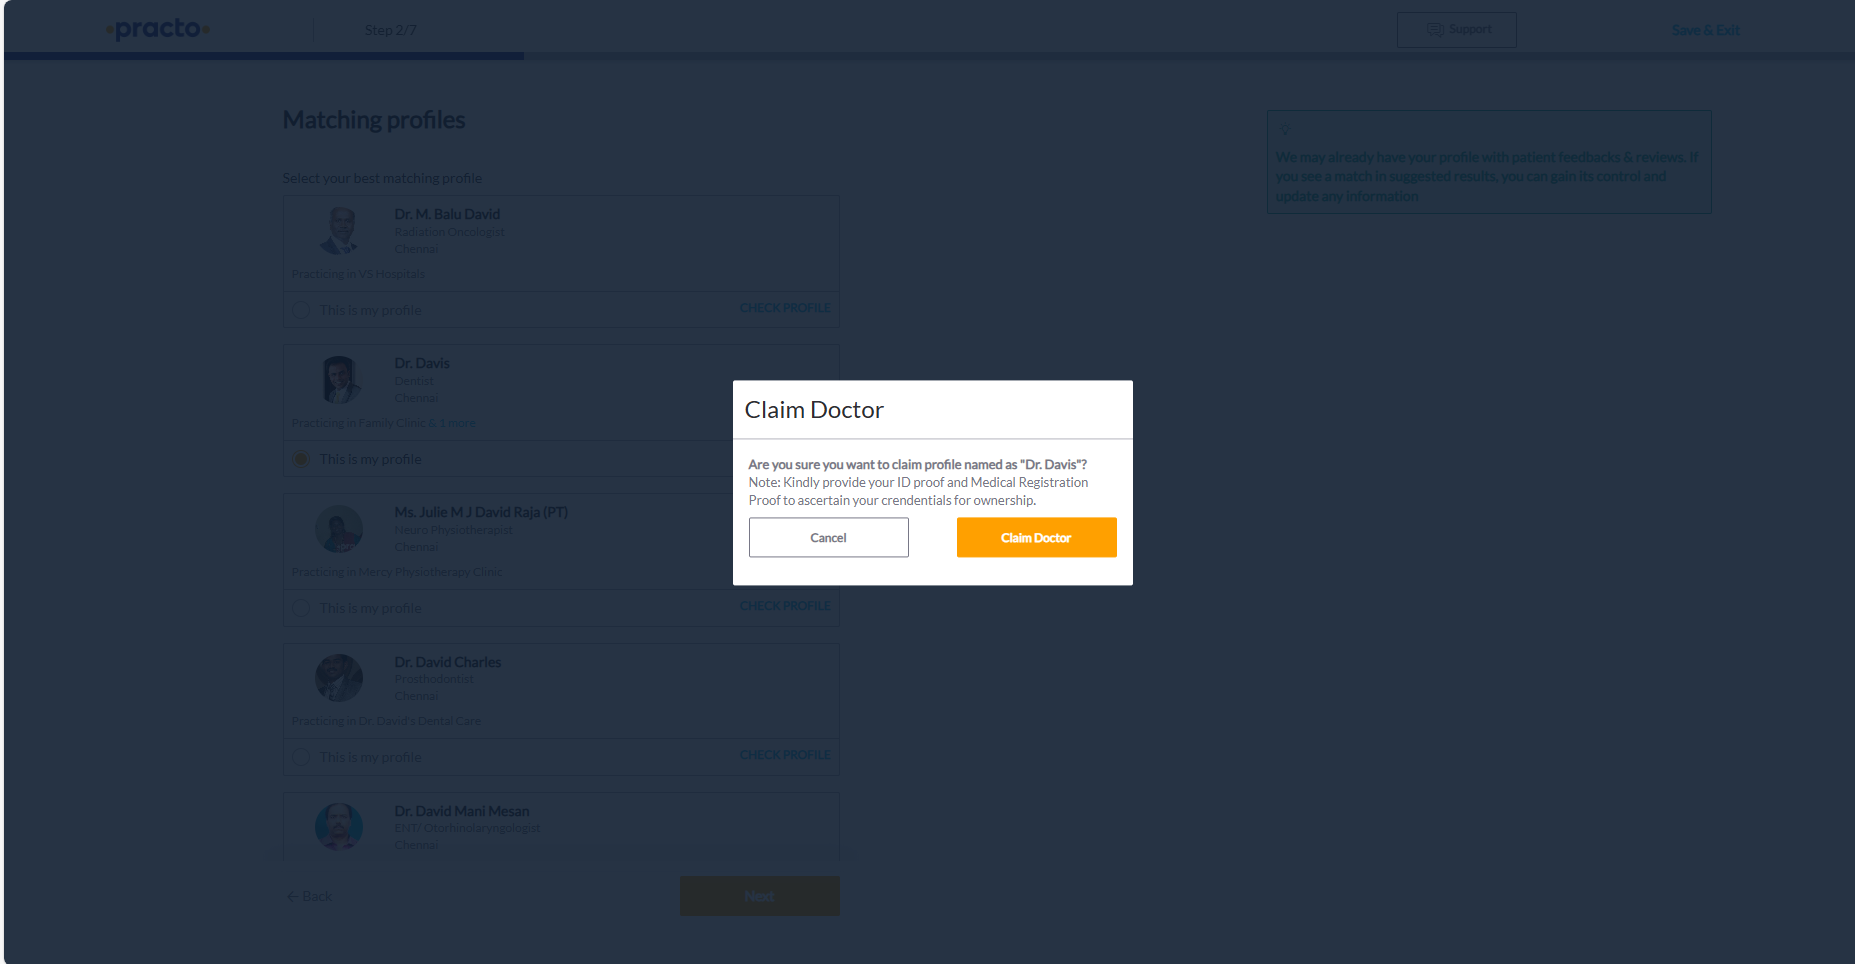 practo
Step 2/7
Support
Save & Exit
Matching profiles
We may already have your profile with patient feedbacks & reviews. If
you see a match in suggested results, you can gain its control and
update any information
Select your best matching profile
Dr. M. Balu David
Radiation Oncologist
Chennai
Practicing in VS Hospitals
This is my profile
CHECK PROFILE
Dr. Davis
Dentist
Chennai
Practicing in Family Clinic & 1 more
This is my profile
Claim Doctor
Are you sure you want to claim profile named as "Dr. Davis"?
Note: Kindly provide your ID proof and Medical Registration
Proof to ascertain your crendentials for ownership.
Cancel
Claim Doctor
Ms. Julie M J David Raja (PT)
Neuro Physiotherapist
Chennai
Practicing in Mercy Physiotherapy Clinic
This is my profile
CHECK PROFILE
Dr. David Charles
Prosthodontist
Chennai
Practicing in Dr. David's Dental Care
This is my profile
CHECK PROFILE
Dr. David Mani Mesan
ENT/ Otorhinolaryngologist
Chennai
Back
Next